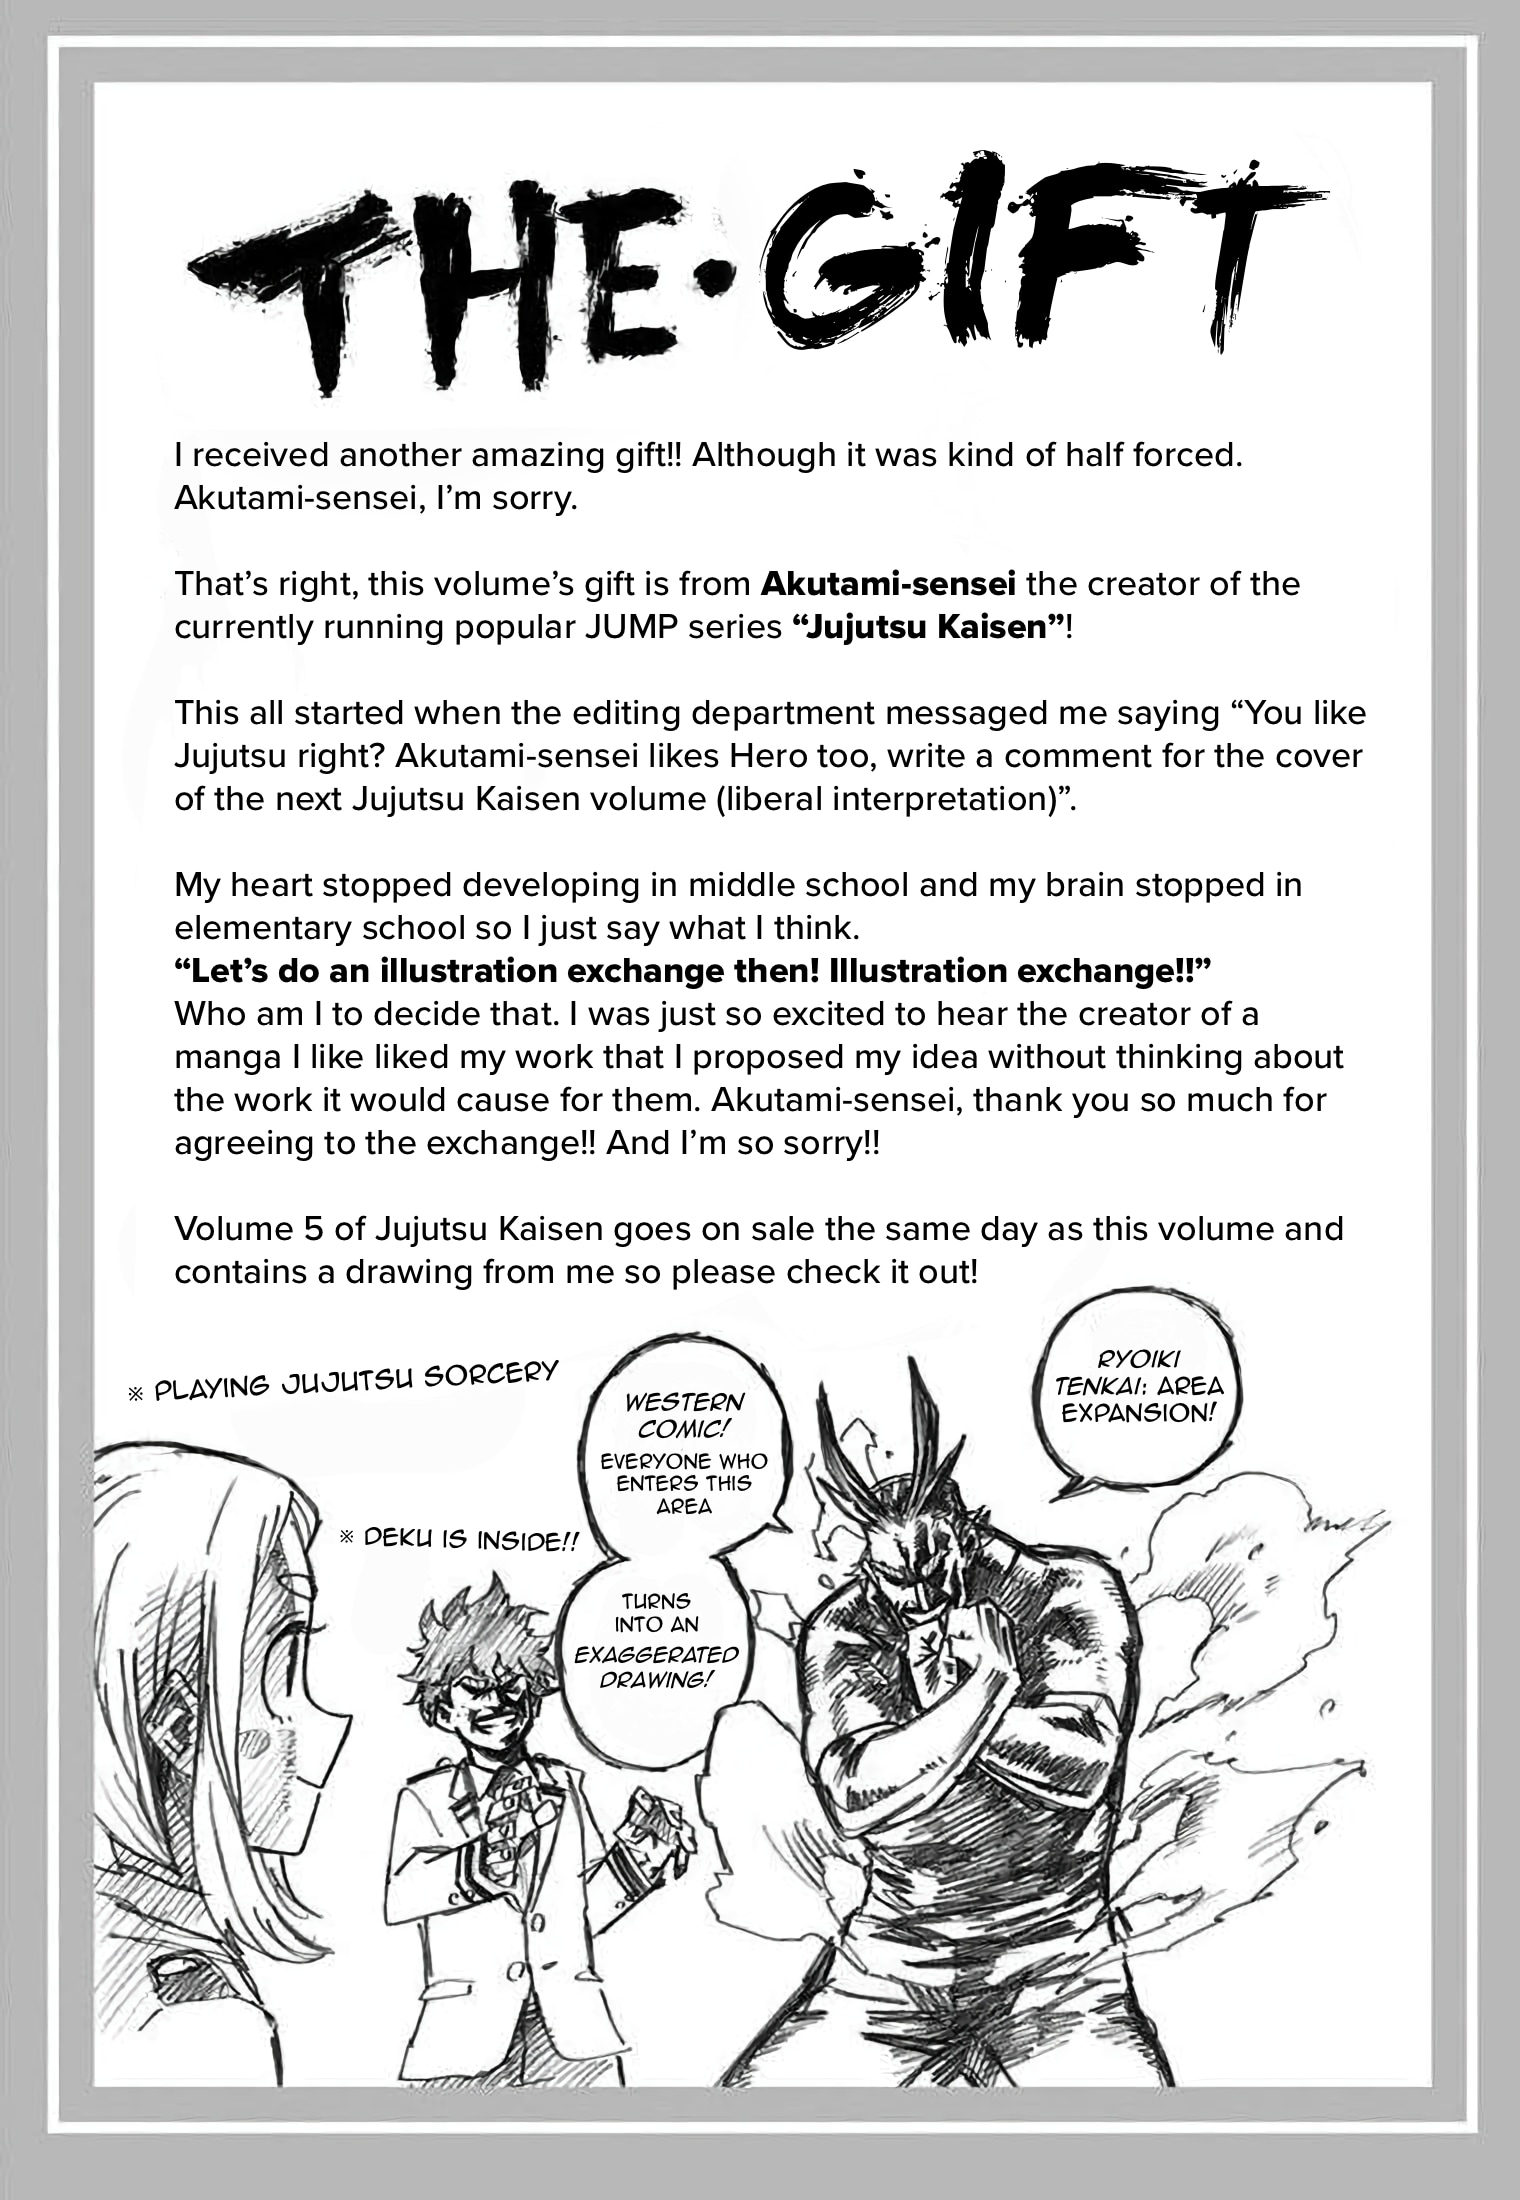 THE·GIFT
I received another amazing gift!! Although it was kind of half forced.
Akutami-sensei, I’m sorry.
That’s right, this volume’s gift is from Akutami-sensei the creator of the
currently running popular JUMP series “Jujutsu Kaisen”!
This all started when the editing department messaged me saying “You like
Jujutsu right? Akutami-sensei likes Hero too, write a comment for the cover
of the next Jujutsu Kaisen volume (liberal interpretation)”.
My heart stopped developing in middle school and my brain stopped in
elementary school so I just say what I think.
“Let’s do an illustration exchange then! Illustration exchange!!”
Who am I to decide that. I was just so excited to hear the creator of a
manga I like liked my work that I proposed my idea without thinking about
the work it would cause for them. Akutami-sensei, thank you so much for
agreeing to the exchange!! And I’m so sorry!!
Volume 5 of Jujutsu Kaisen goes on sale the same day as this volume and
contains a drawing from me so please check it out!
※ PLAYING JUJUTSU SORCERY
RYOIKI
TENKAI: AREA
EXPANSION!
WESTERN
COMIC!
EVERYONE WHO
ENTERS THIS
AREA
※ DEKU IS INSIDE!!
TURNS
INTO AN
EXAGGERATED
DRAWING!